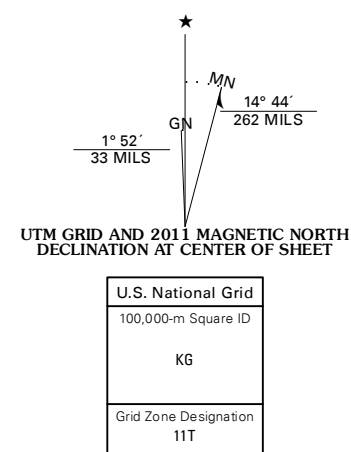 ★
MN
14° 44´
262 MILS
GN
1° 52´
33 MILS
UTM GRID AND 2011 MAGNETIC NORTH
DECLINATION AT CENTER OF SHEET
U.S. National Grid
100,000-m Square ID
KG
Grid Zone Designation
11T